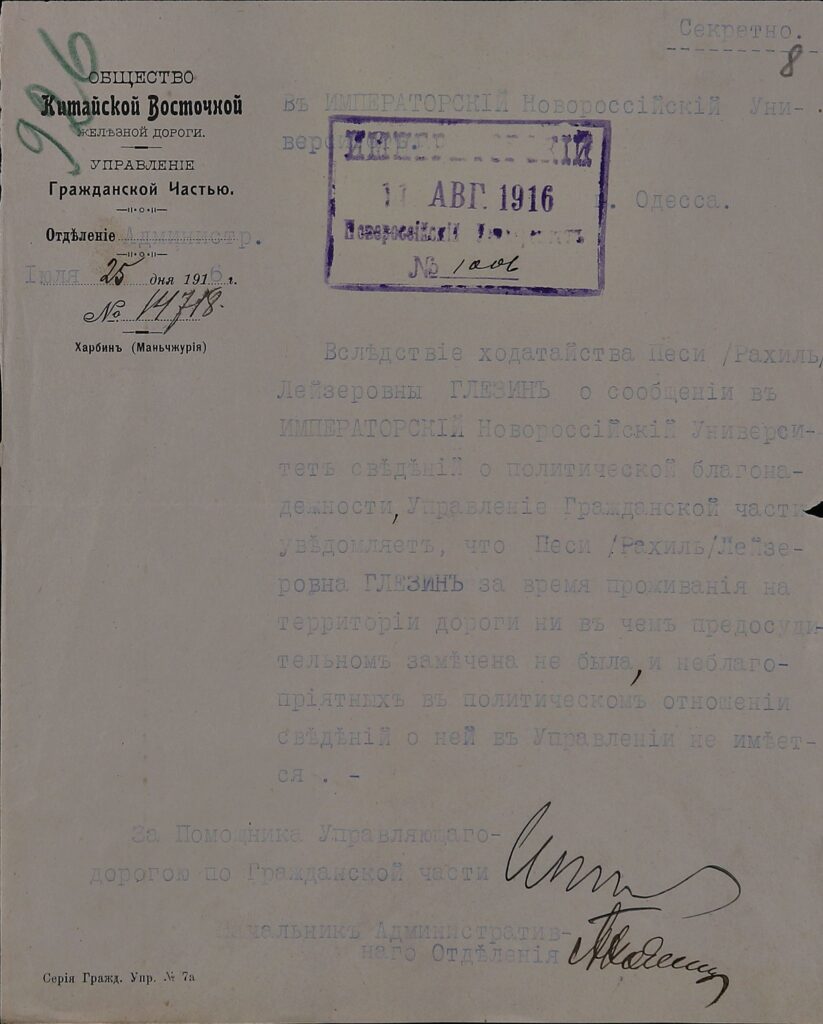 Секретно.
8
926
ОБЩЕСТВО
Китайской Восточной
ЖЕЛѢЗНОЙ ДОРОГИ.
УПРАВЛЕНІЕ
Гражданской Частью.
Отдѣленіе Администр.
Іюля 25 дня 1916 г.
№ 14718.
Харбинъ (Маньчжурія)
Въ ИМПЕРАТОРСКІЙ Новороссійскій Уни-
верситетъ.
г. Одесса.
ИМПЕРАТОРСКІЙ
11 АВГ. 1916
Новороссійскій Университетъ
№ 1006
Вслѣдствіе ходатайства Песи /Рахиль/
Лейзеровны ГЛЕЗИНЪ о сообщеніи въ
ИМПЕРАТОРСКІЙ Новороссійскій Универси-
тетъ свѣдѣній о политической благона-
дежности, Управленіе Гражданской части
увѣдомляетъ, что Песи /Рахиль/Лейзе-
ровна ГЛЕЗИНЪ за время проживанія на
территоріи дороги ни въ чемъ предосуди-
тельномъ замѣчена не была, и неблаго-
пріятныхъ въ политическомъ отношеніи
свѣдѣній о ней въ Управленіи не имѣет-
ся . -
За Помощника Управляющаго-
дорогою по Гражданской части
Начальникъ Административ-
наго Отдѣленія
Серія Гражд. Упр. № 7а